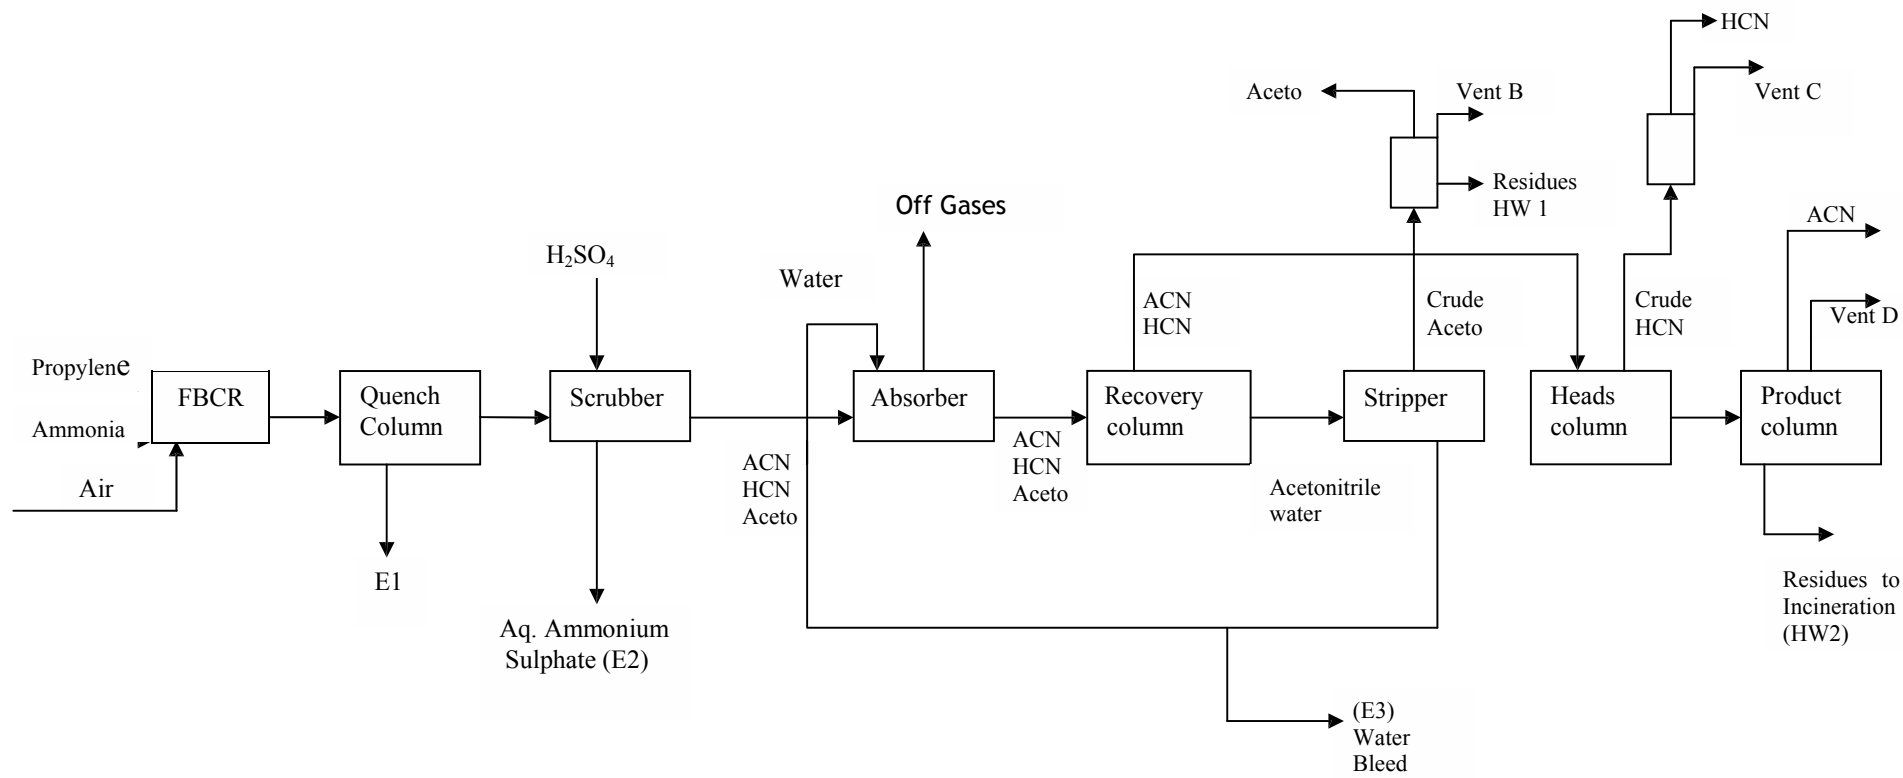 HCN
Vent C
Aceto
Vent B
Residues
HW 1
Off Gases
ACN
H₂SO₄
Water
ACN
HCN
Crude
Aceto
Crude
HCN
Vent D
Propylene
Ammonia
Air
FBCR
Quench
Column
Scrubber
Absorber
Recovery
column
Stripper
Heads
column
Product
column
ACN
HCN
Aceto
ACN
HCN
Aceto
Acetonitrile
water
E1
Aq. Ammonium
Sulphate (E2)
Residues to
Incineration
(HW2)
(E3)
Water
Bleed